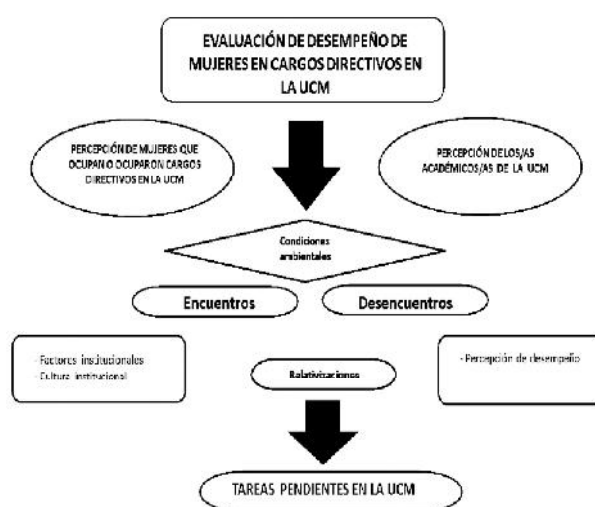 EVALUACIÓN DE DESEMPEÑO DE
MUJERES EN CARGOS DIRECTIVOS EN
LA UCM
PERCEPCIÓN DE MUJERES QUE
OCUPAN O OCUPARON CARGOS
DIRECTIVOS EN LA UCM
PERCEPCIÓN DE LOS/AS
ACADÉMICOS/AS DE LA UCM
Condiciones
ambientales
Encuentros
Desencuentros
- Factores institucionales
- Cultura institucional
Relativizaciones
- Percepción de desempeño
TAREAS PENDIENTES EN LA UCM